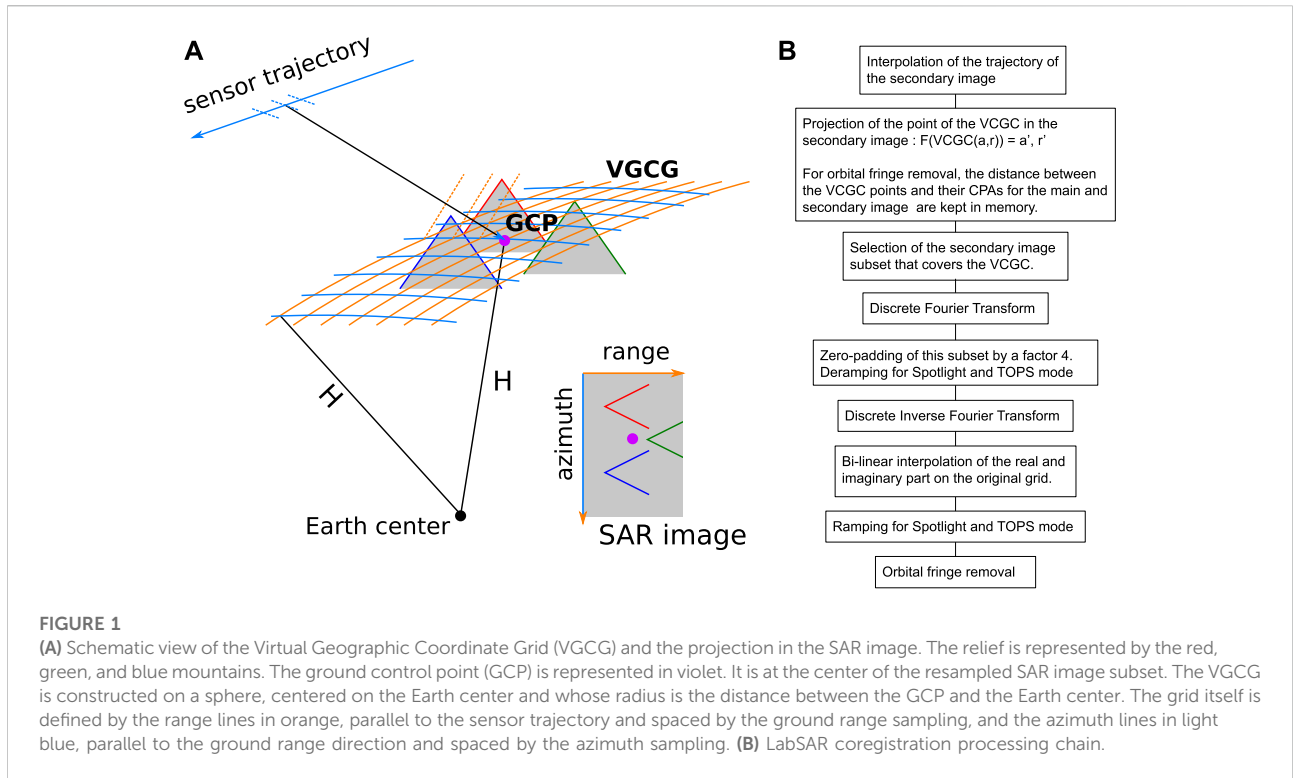 A
sensor trajectory
VGCG
GCP
H
H
Earth center
range
azimuth
SAR image
B
Interpolation of the trajectory of
the secondary image
Projection of the point of the VCGC in the
secondary image : F(VCGC(a,r)) = a', r'
For orbital fringe removal, the distance between
the VCGC points and their CPAs for the main and
secondary image are kept in memory.
Selection of the secondary image
subset that covers the VCGC.
Discrete Fourier Transform
Zero-padding of this subset by a factor 4.
Deramping for Spotlight and TOPS mode
Discrete Inverse Fourier Transform
Bi-linear interpolation of the real and
imaginary part on the original grid.
Ramping for Spotlight and TOPS mode
Orbital fringe removal
FIGURE 1
(A) Schematic view of the Virtual Geographic Coordinate Grid (VGCG) and the projection in the SAR image. The relief is represented by the red,
green, and blue mountains. The ground control point (GCP) is represented in violet. It is at the center of the resampled SAR image subset. The VGCG
is constructed on a sphere, centered on the Earth center and whose radius is the distance between the GCP and the Earth center. The grid itself is
defined by the range lines in orange, parallel to the sensor trajectory and spaced by the ground range sampling, and the azimuth lines in light
blue, parallel to the ground range direction and spaced by the azimuth sampling. (B) LabSAR coregistration processing chain.